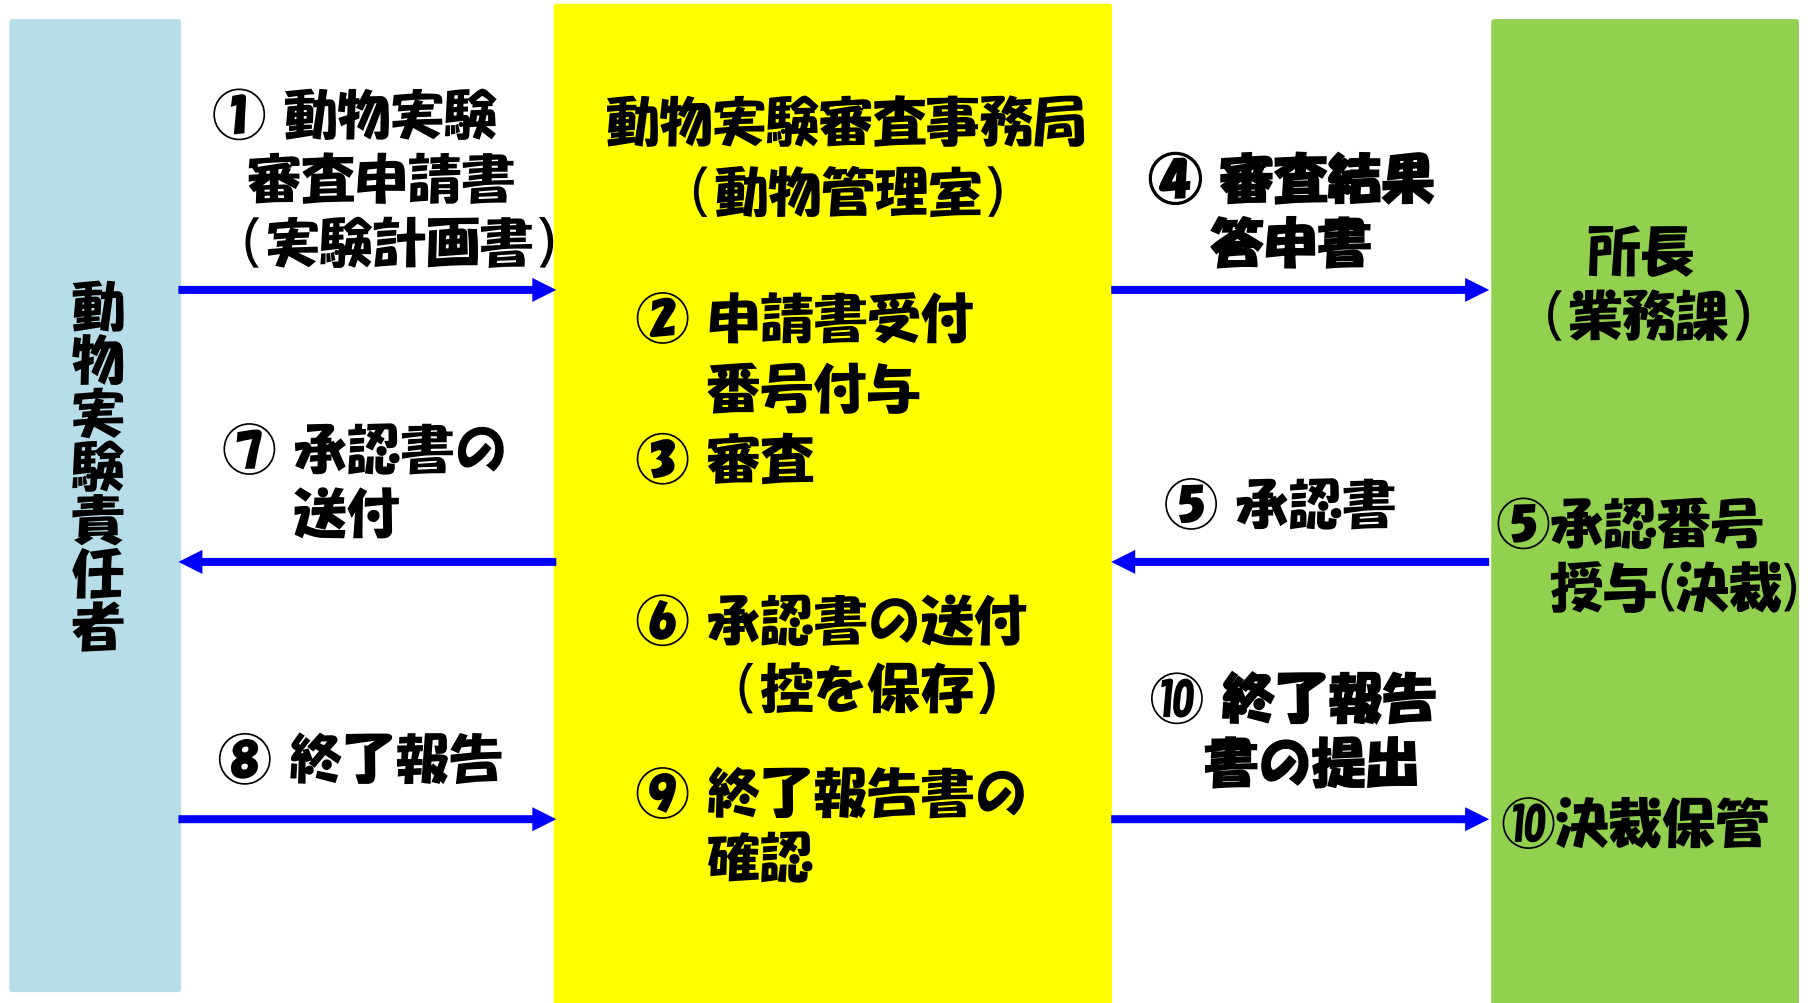 動物実験責任者
① 動物実験
審査申請書
（実験計画書）
⑦ 承認書の
送付
⑧ 終了報告
動物実験審査事務局
（動物管理室）
② 申請書受付
番号付与
③ 審査
⑥ 承認書の送付
（控を保存）
⑨ 終了報告書の
確認
④ 審査結果
答申書
⑤ 承認書
⑩ 終了報告
書の提出
所長
（業務課）
⑤承認番号
授与(決裁)
⑩決裁保管